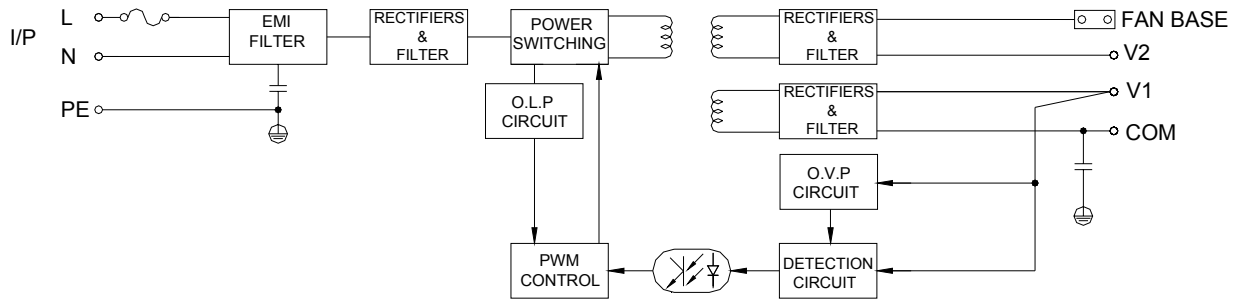 I/P
L
N
PE
EMI
FILTER
RECTIFIERS
&
FILTER
POWER
SWITCHING
O.L.P
CIRCUIT
PWM
CONTROL
RECTIFIERS
&
FILTER
RECTIFIERS
&
FILTER
O.V.P
CIRCUIT
DETECTION
CIRCUIT
FAN BASE
V2
V1
COM